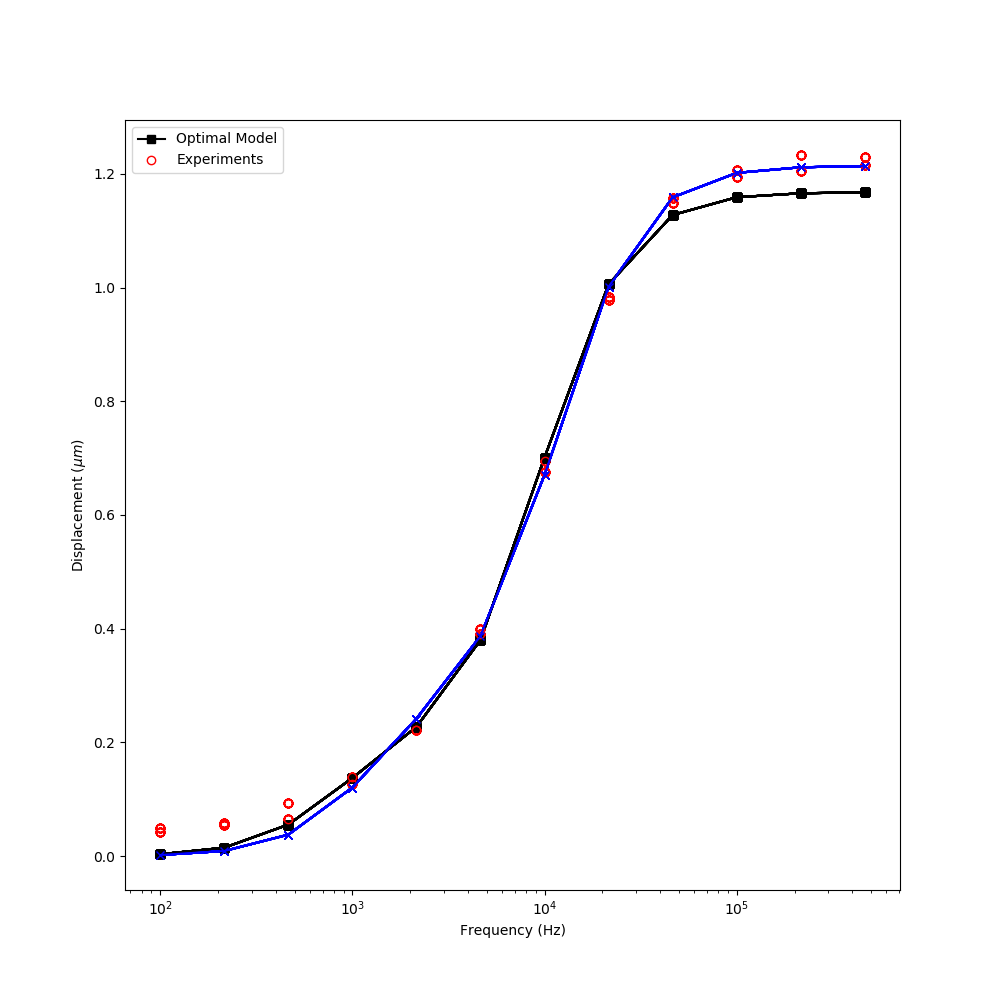 Optimal Model
Experiments
1.2
1.0
0.8
0.6
0.4
0.2
0.0
Displacement (μm)
10²
10³
10⁴
10⁵
Frequency (Hz)